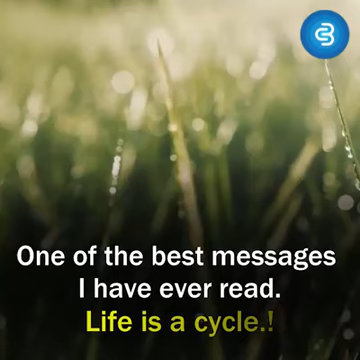 One of the best messages
I have ever read.
Life is a cycle.!